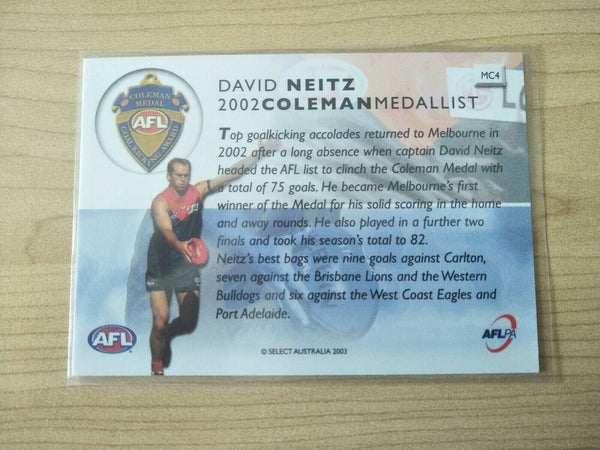 MC4
COLEMAN
MEDAL
AFL
GOALKICKING AWARD
DAVID NEITZ
2002COLEMANMEDALLIST
Top goalkicking accolades returned to Melbourne in
2002 after a long absence when captain David Neitz
headed the AFL list to clinch the Coleman Medal with
a total of 75 goals. He became Melbourne's first
winner of the Medal for his solid scoring in the home
and away rounds. He also played in a further two
finals and took his season's total to 82.
Neitz's best bags were nine goals against Carlton,
seven against the Brisbane Lions and the Western
Bulldogs and six against the West Coast Eagles and
Port Adelaide.
AFL
© SELECT AUSTRALIA 2003
AFLPA